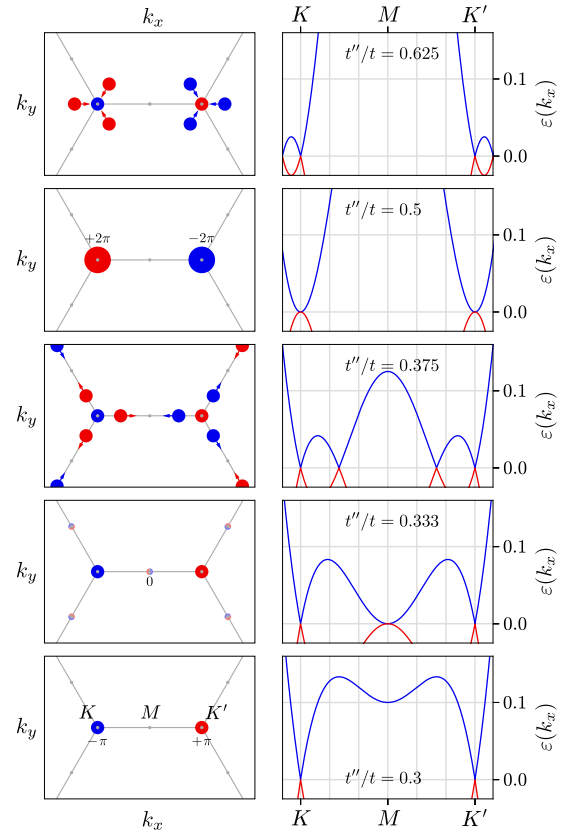 k_x
K M K′
k_y
t′′/t = 0.625
0.1
0.0
ε(k_x)
k_y
+2π −2π
t′′/t = 0.5
0.1
0.0
ε(k_x)
k_y
t′′/t = 0.375
0.1
0.0
ε(k_x)
k_y
0
t′′/t = 0.333
0.1
0.0
ε(k_x)
k_y
K M K′
−π +π
t′′/t = 0.3
0.1
0.0
ε(k_x)
k_x
K M K′